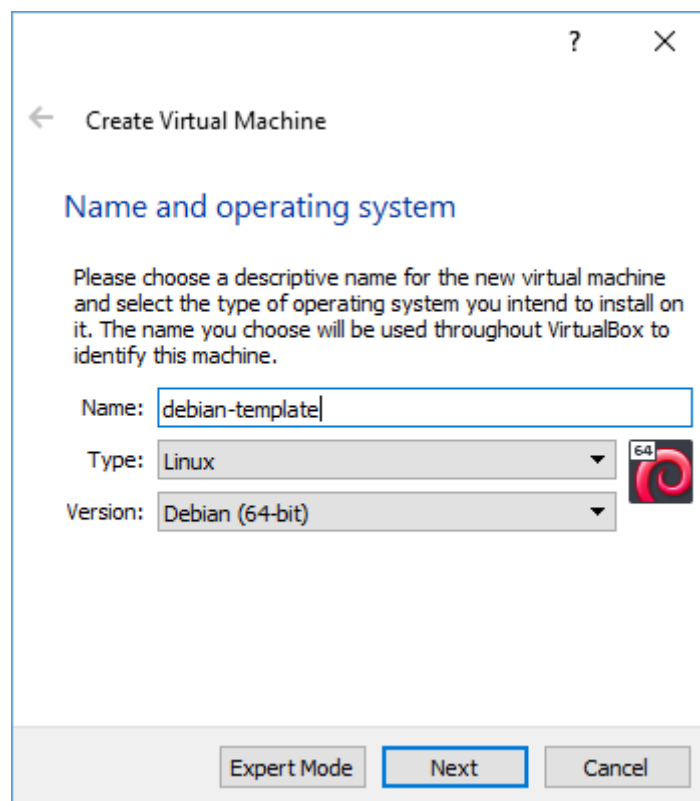 ?
Create Virtual Machine
Name and operating system
Please choose a descriptive name for the new virtual machine
and select the type of operating system you intend to install on
it. The name you choose will be used throughout VirtualBox to
identify this machine.
Name: debian-template
Type: Linux
64
Version: Debian (64-bit)
Expert Mode Next Cancel